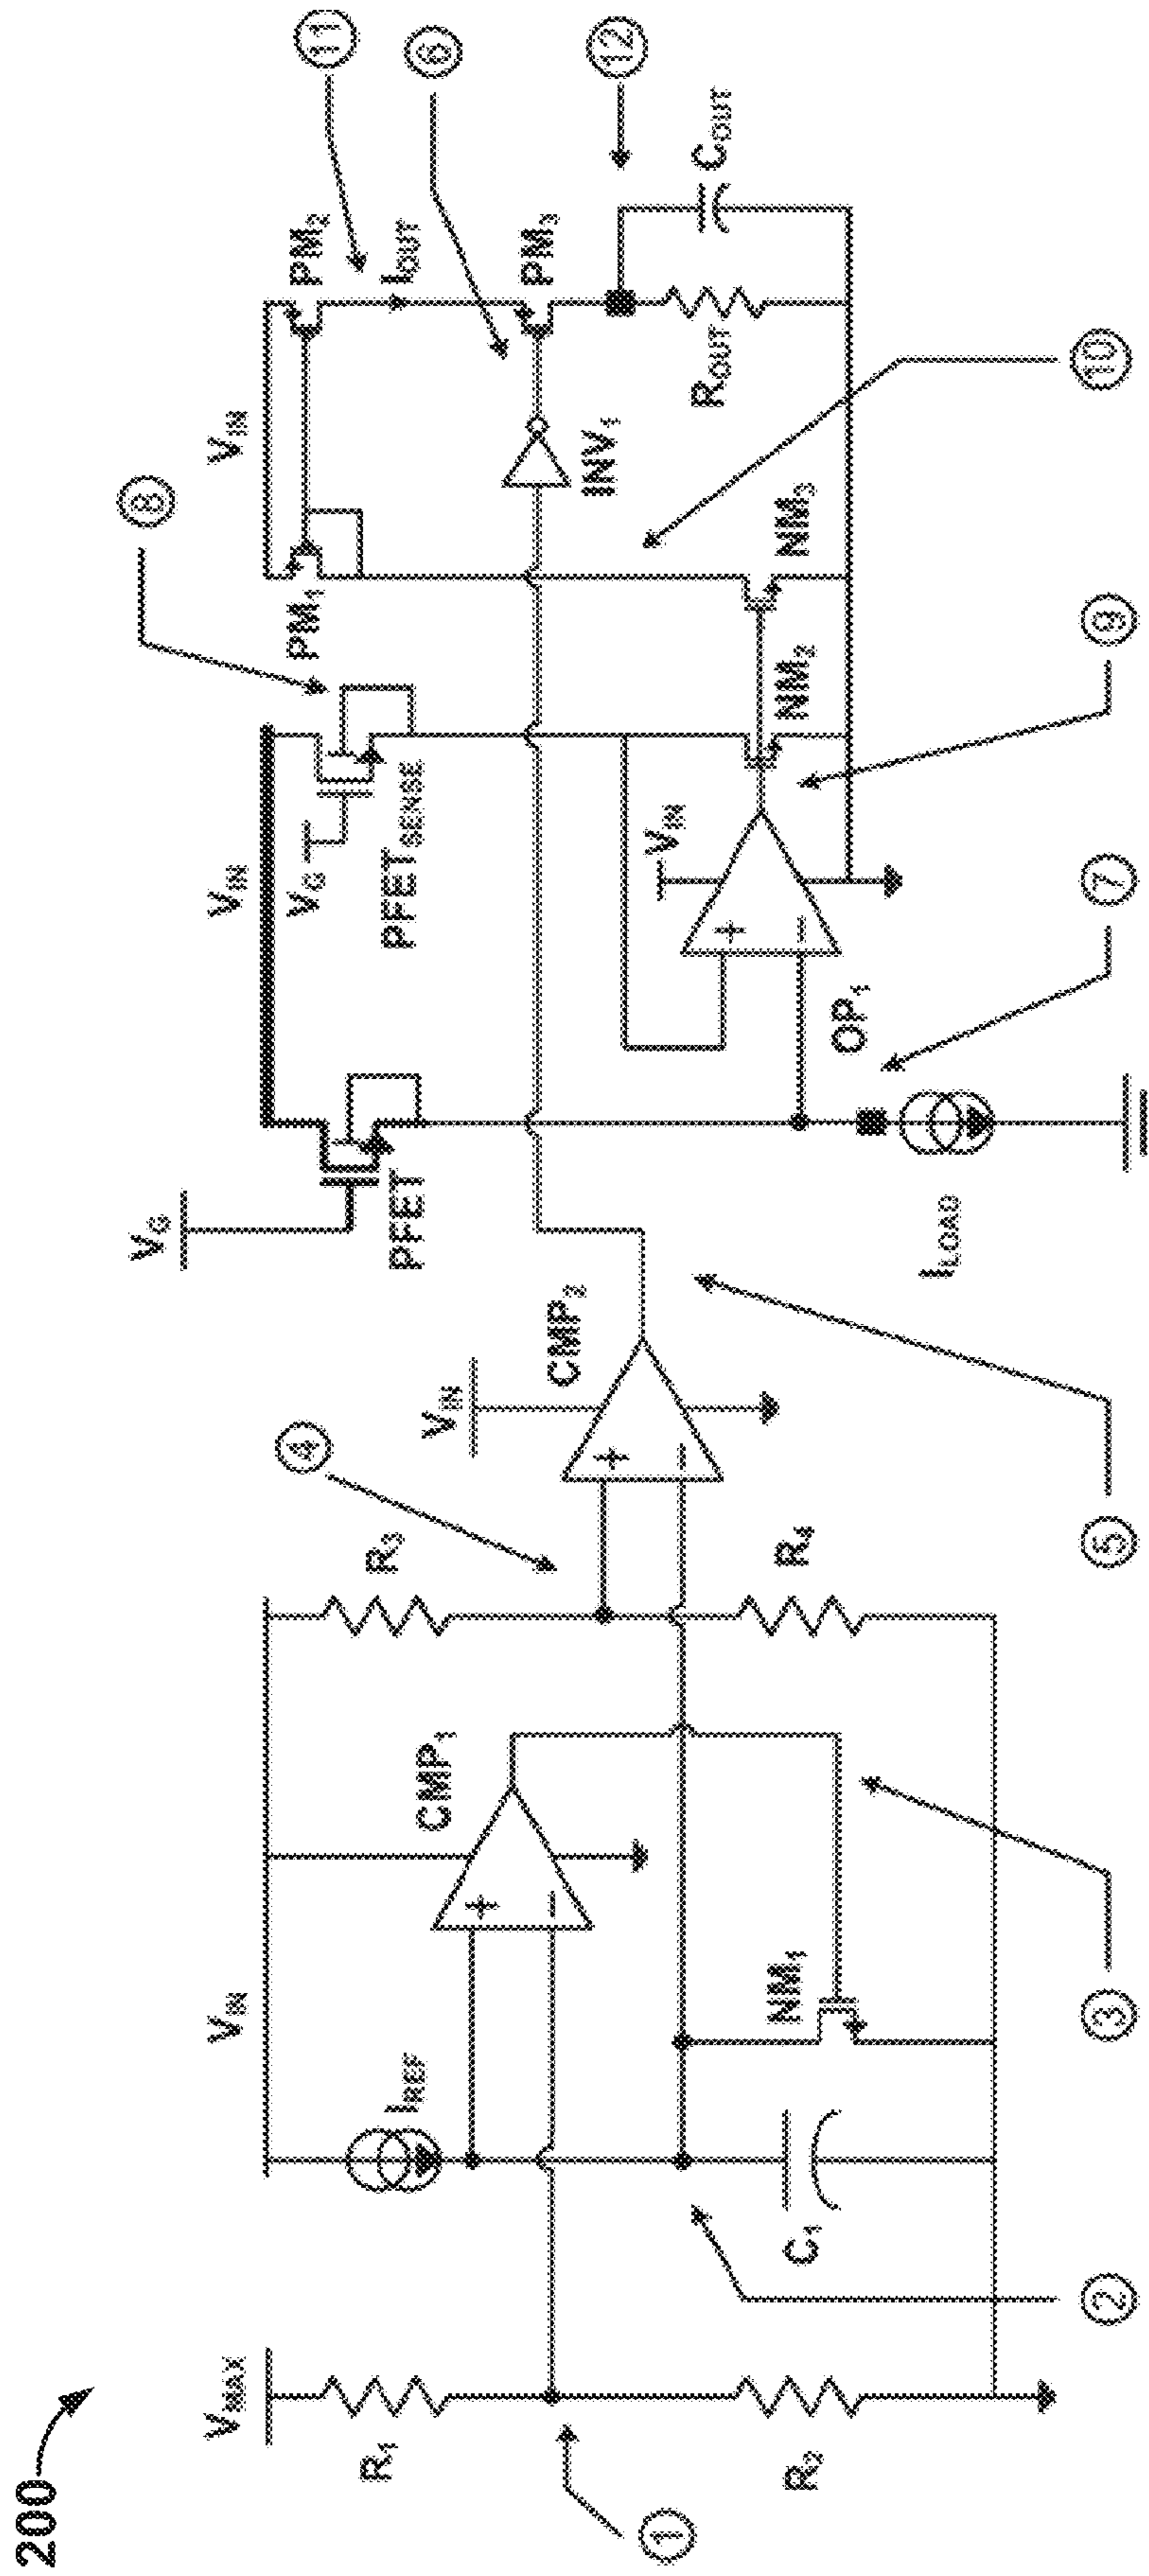 200
V_MAX
R₁
R₂
①
②
C₁
I_REF
V_IN
NM₁
③
CMP₁
+
−
R₃
R₄
④
⑤
V_IN
CMP₂
+
−
V_G
PFET
I_LOAD
⑦
V_IN
V_G
PFET_SENSE
⑧
OP₁
V_IN
+
−
⑨
NM₂
NM₃
⑩
PM₁
V_IN
INV₁
PM₂
I_OUT
PM₃
R_OUT
C_OUT
⑪
⑥
⑫